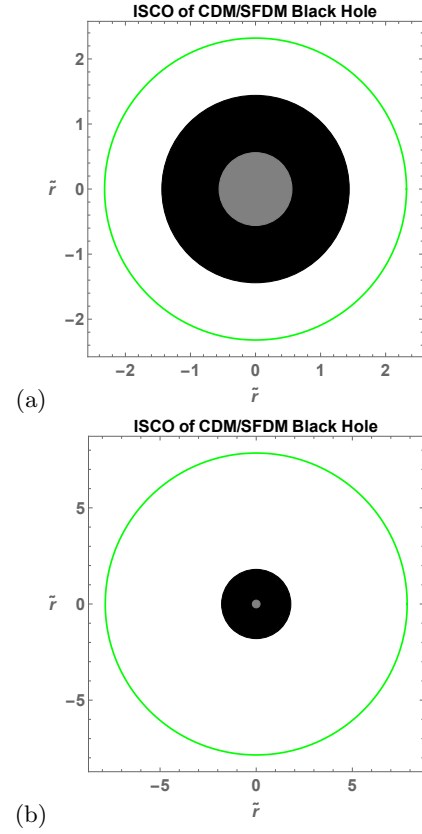 ISCO of CDM/SFDM Black Hole
2
1
r̃ 0
−1
−2
−2 −1 0 1 2
(a) r̃
ISCO of CDM/SFDM Black Hole
5
r̃ 0
−5
−5 0 5
(b) r̃